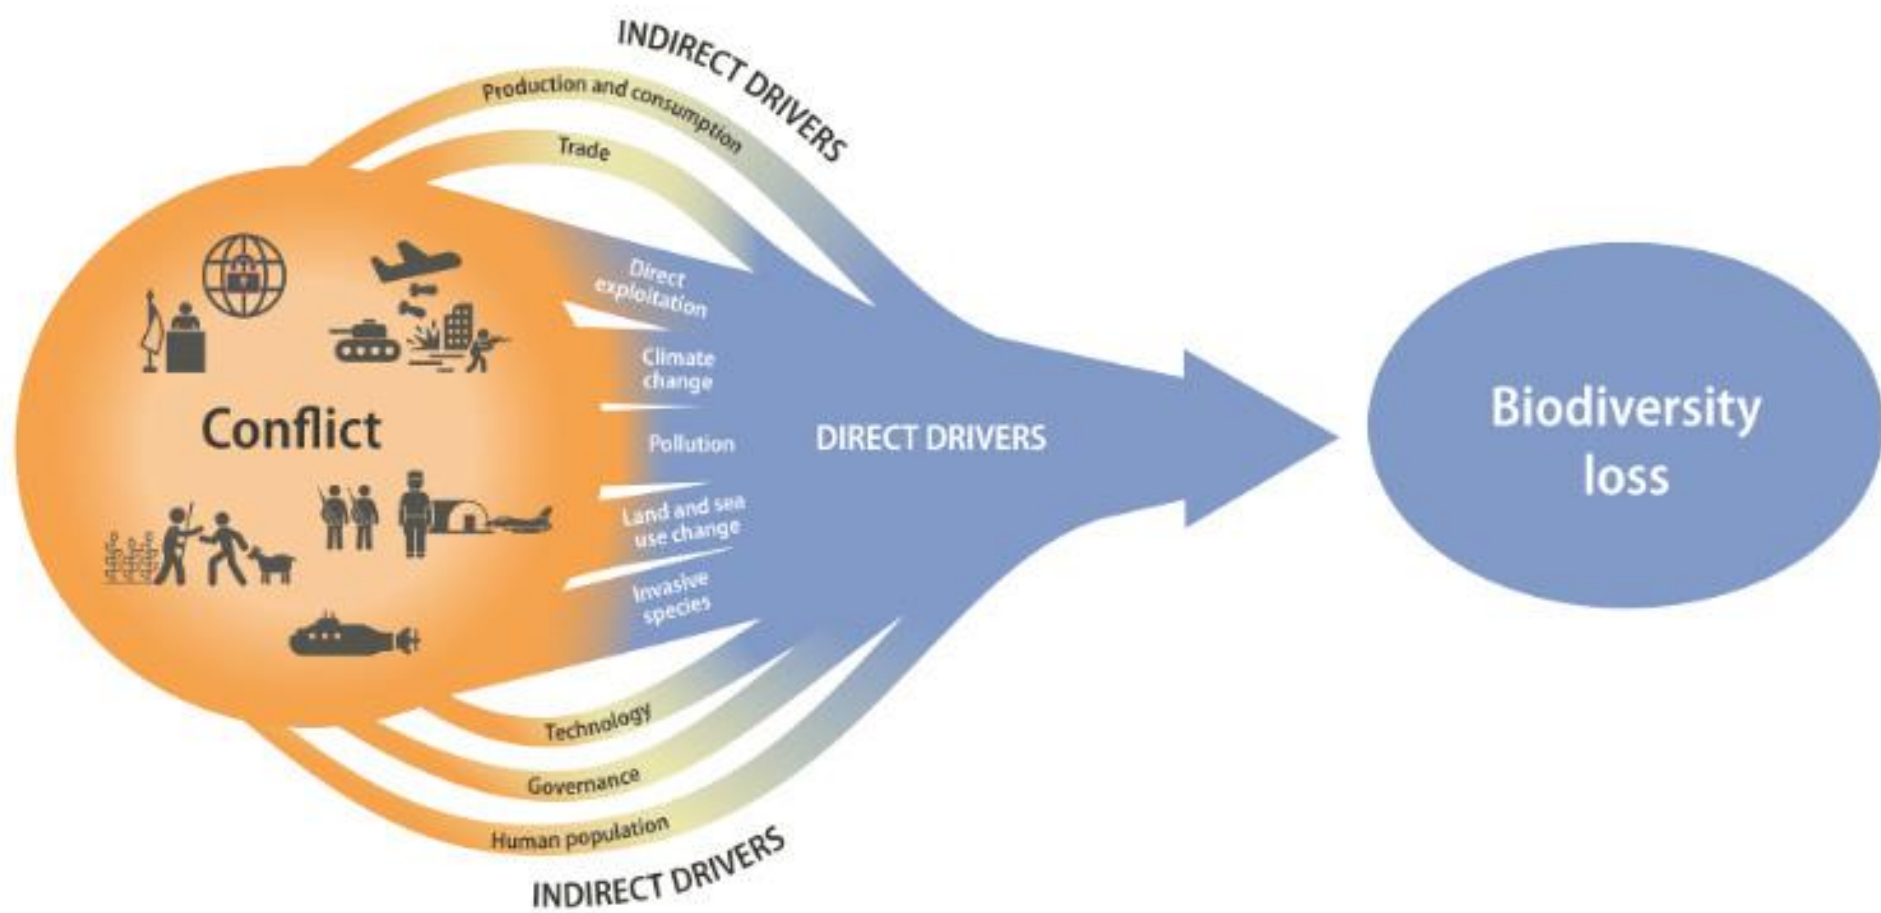 INDIRECT DRIVERS
Production and consumption
Trade
Direct
exploitation
Climate
change
Conflict
Pollution
DIRECT DRIVERS
Biodiversity
loss
Land and sea
use change
Invasive
species
Technology
Governance
Human population
INDIRECT DRIVERS